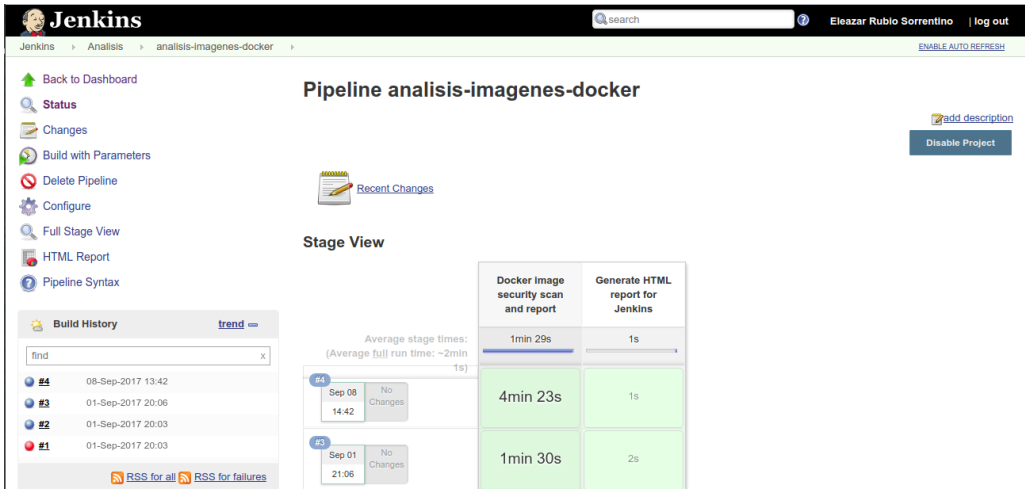 Jenkins
search
Eleazar Rubio Sorrentino
| log out
Jenkins
Analisis
analisis-imagenes-docker
ENABLE AUTO REFRESH
Back to Dashboard
Status
Changes
Build with Parameters
Delete Pipeline
Configure
Full Stage View
HTML Report
Pipeline Syntax
Build History
trend
find
x
#4
08-Sep-2017 13:42
#3
01-Sep-2017 20:06
#2
01-Sep-2017 20:03
#1
01-Sep-2017 20:03
RSS for all
RSS for failures
Pipeline analisis-imagenes-docker
add description
Disable Project
Recent Changes
Stage View
Docker Image
security scan
and report
Generate HTML
report for
Jenkins
Average stage times:
(Average full run time: ~2min
1s)
1min 29s
1s
#4
Sep 08
14:42
No
Changes
4min 23s
1s
#3
Sep 01
21:06
No
Changes
1min 30s
2s